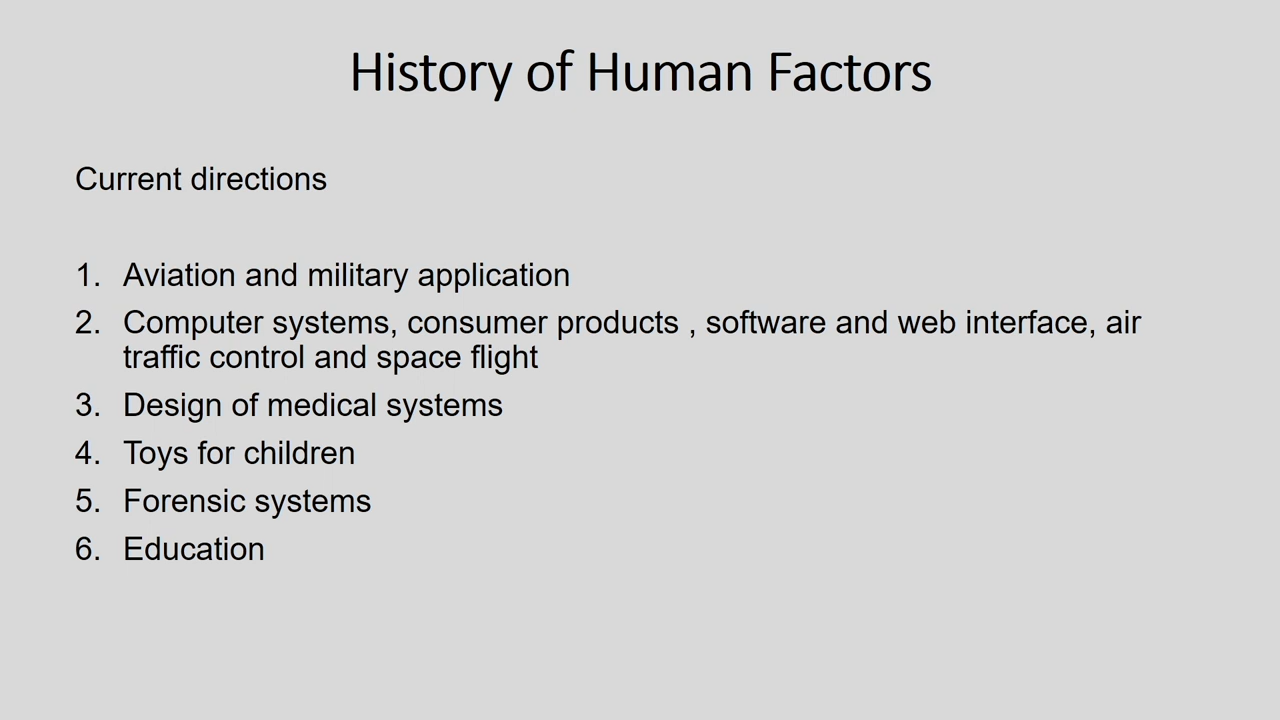 History of Human Factors
Current directions
1. Aviation and military application
2. Computer systems, consumer products , software and web interface, air
traffic control and space flight
3. Design of medical systems
4. Toys for children
5. Forensic systems
6. Education